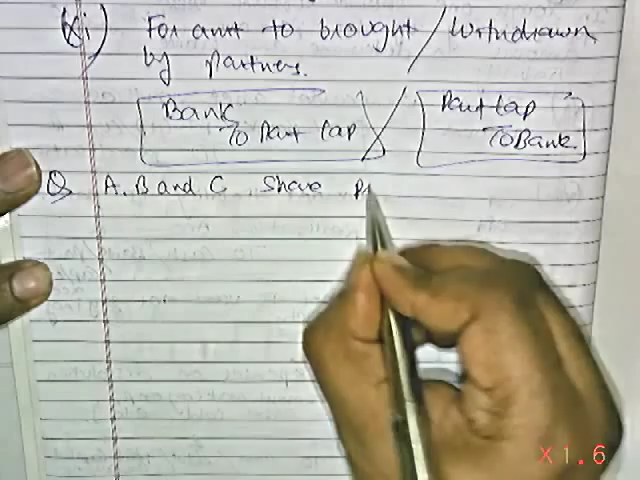 (xi) For amt to brought / Withdrawn
by partners.
Bank
To Part Cap / Part Cap
To Bank
Q A. B and C Share P
x1.6